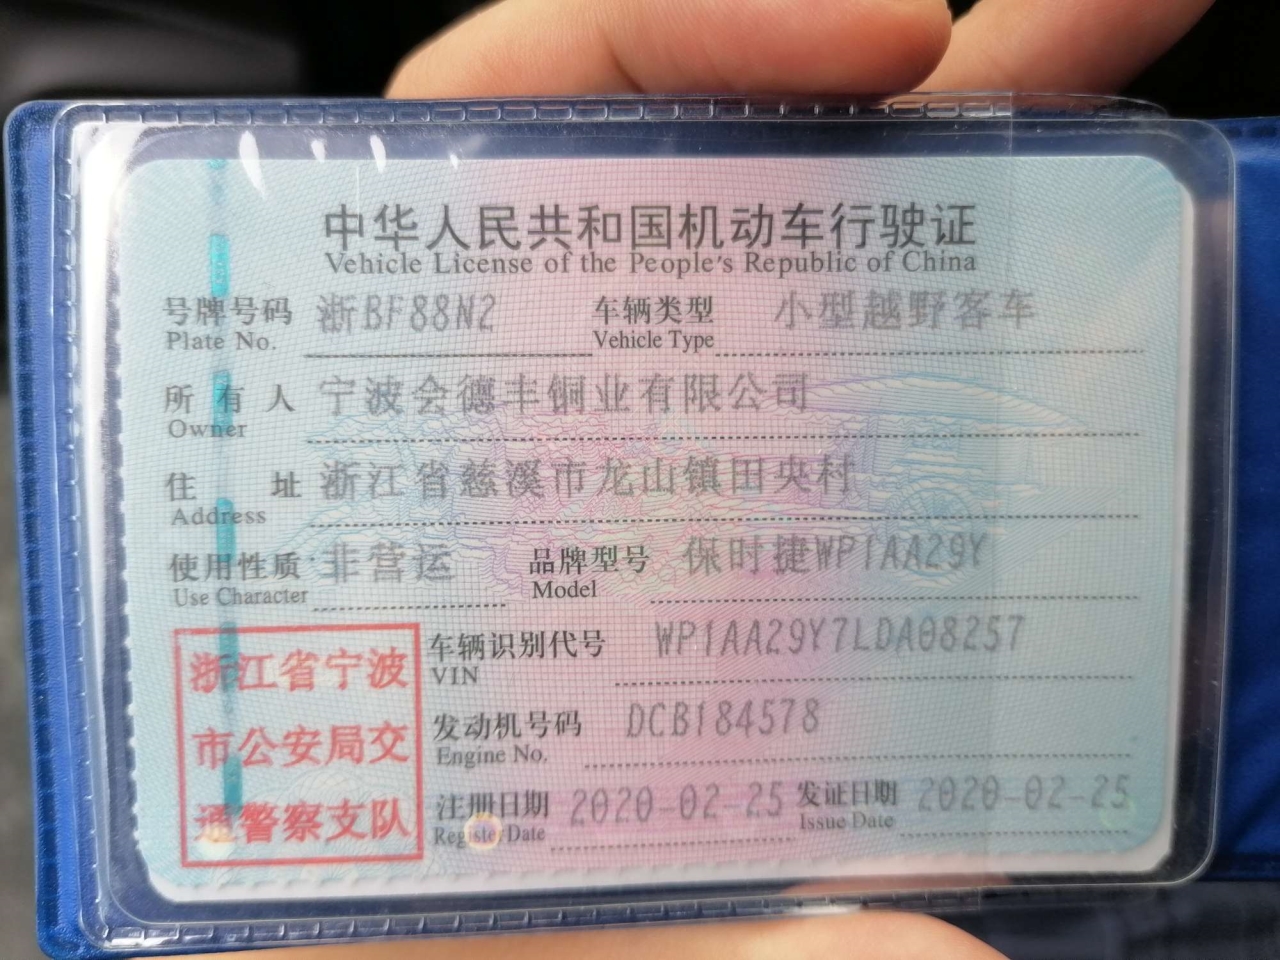 中华人民共和国机动车行驶证
Vehicle License of the People's Republic of China
号牌号码 浙BF88N2 车辆类型 小型越野客车
Plate No. Vehicle Type
所有人 宁波会德丰铜业有限公司
Owner
住址 浙江省慈溪市龙山镇田央村
Address
使用性质 非营运 品牌型号 保时捷WP1AA29Y
Use Character Model
车辆识别代号 WP1AA29Y7LDA08257
VIN
发动机号码 DCB184578
Engine No.
注册日期 2020-02-25 发证日期 2020-02-25
Register Date Issue Date
浙江省宁波
市公安局交
通警察支队